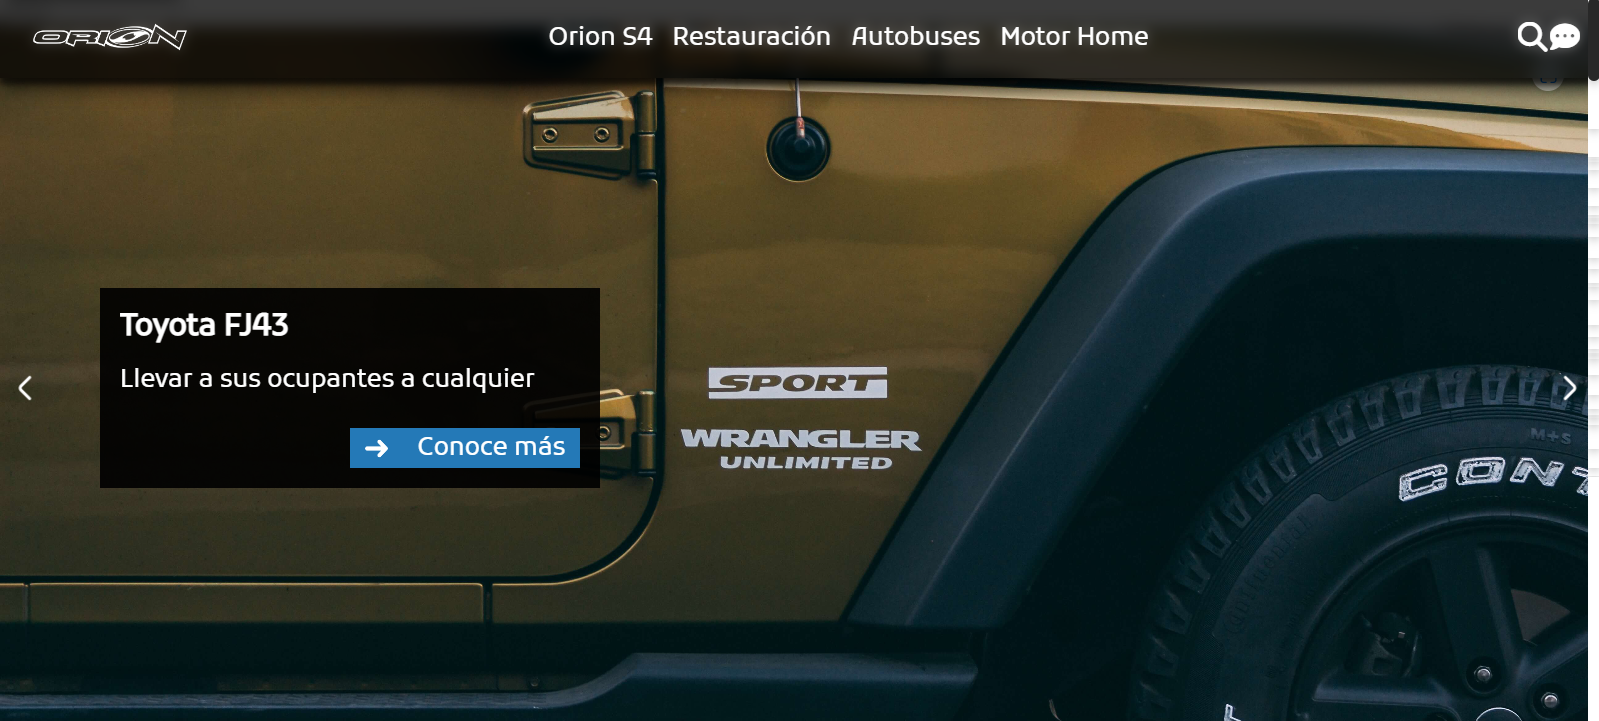 ORION
Orion S4 Restauración Autobuses Motor Home
Toyota FJ43
Llevar a sus ocupantes a cualquier
Conoce más
SPORT
WRANGLER
UNLIMITED
M+S
CONT